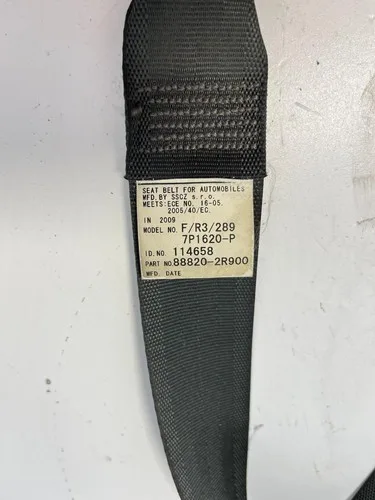 SEAT BELT FOR AUTOMOBILES
MFD.BY SSCZ s.r.o.
MEETS:ECE NO. 16-05.
2005/40/EC.
IN 2009
MODEL NO. F/R3/289
7P1620-P
ID.NO. 114658
PART NO.88820-2R900
MFD. DATE